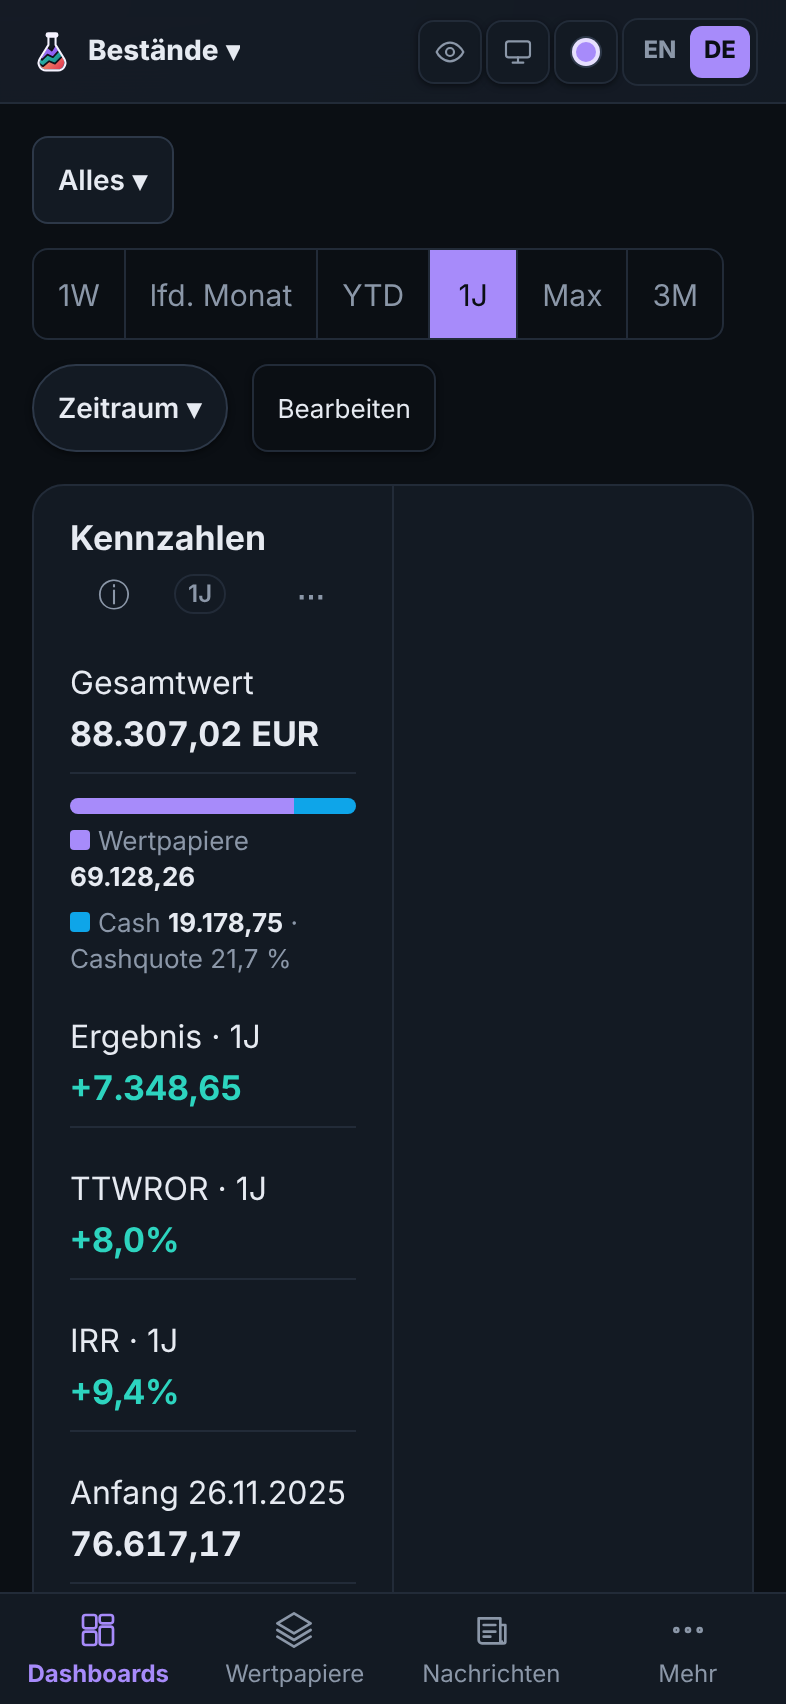 Bestände ▾
EN DE
Alles ▾
1W lfd. Monat YTD 1J Max 3M
Zeitraum ▾ Bearbeiten
Kennzahlen
ⓘ 1J ...
Gesamtwert
88.307,02 EUR
Wertpapiere
69.128,26
Cash 19.178,75 ·
Cashquote 21,7 %
Ergebnis · 1J
+7.348,65
TTWROR · 1J
+8,0%
IRR · 1J
+9,4%
Anfang 26.11.2025
76.617,17
Dashboards Wertpapiere Nachrichten Mehr